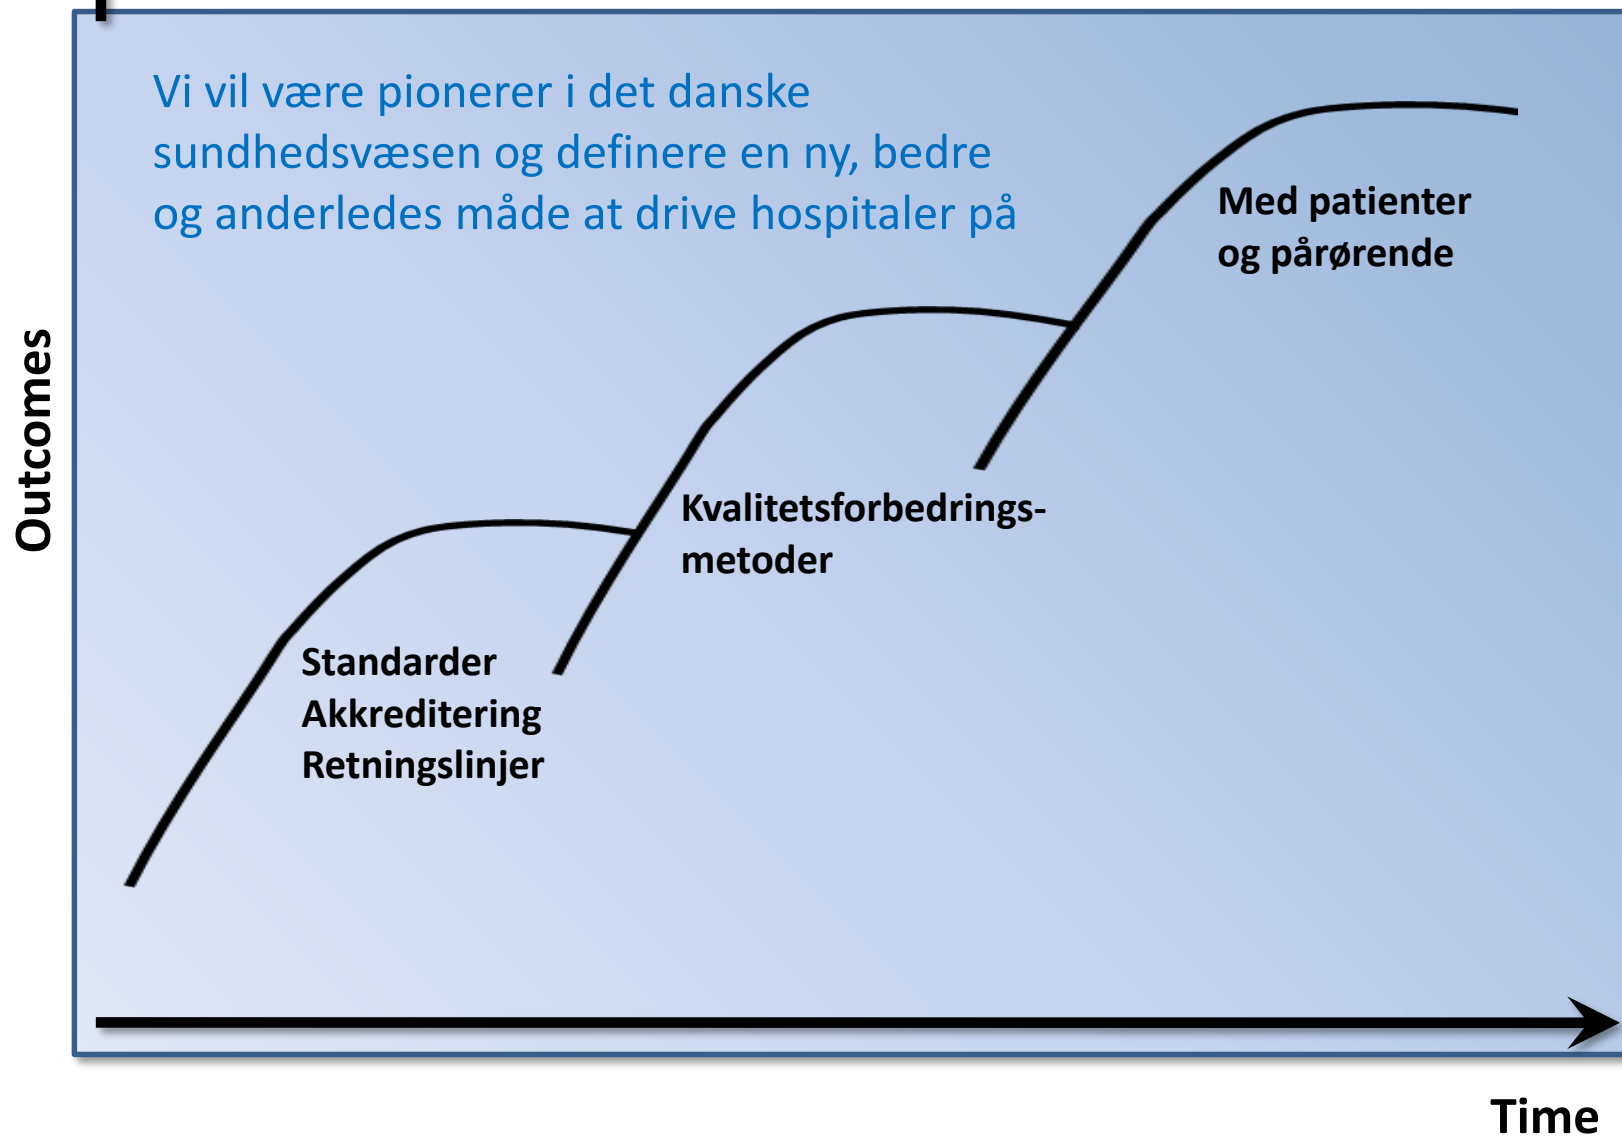 Vi vil være pionerer i det danske
sundhedsvæsen og definere en ny, bedre
og anderledes måde at drive hospitaler på
Med patienter
og pårørende
Outcomes
Kvalitetsforbedrings-
metoder
Standarder
Akkreditering
Retningslinjer
Time